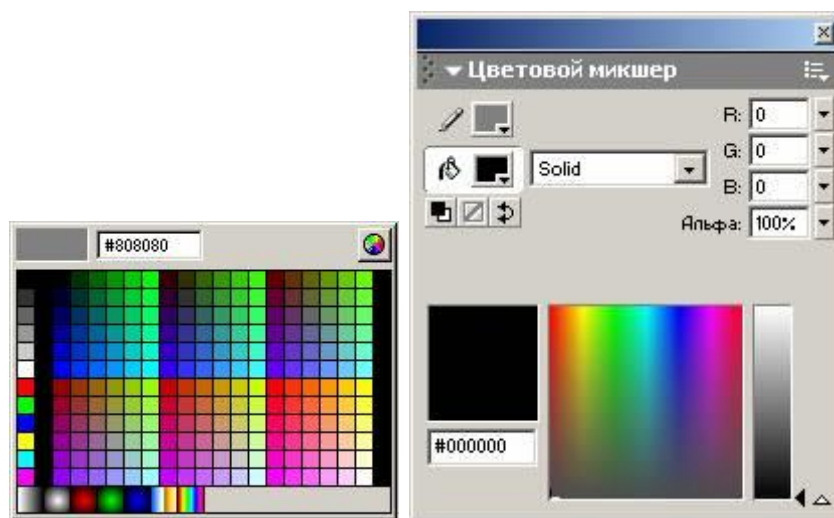 #808080
Цветовой микшер
R: 0
G: 0
Solid
B: 0
Альфа: 100%
#000000